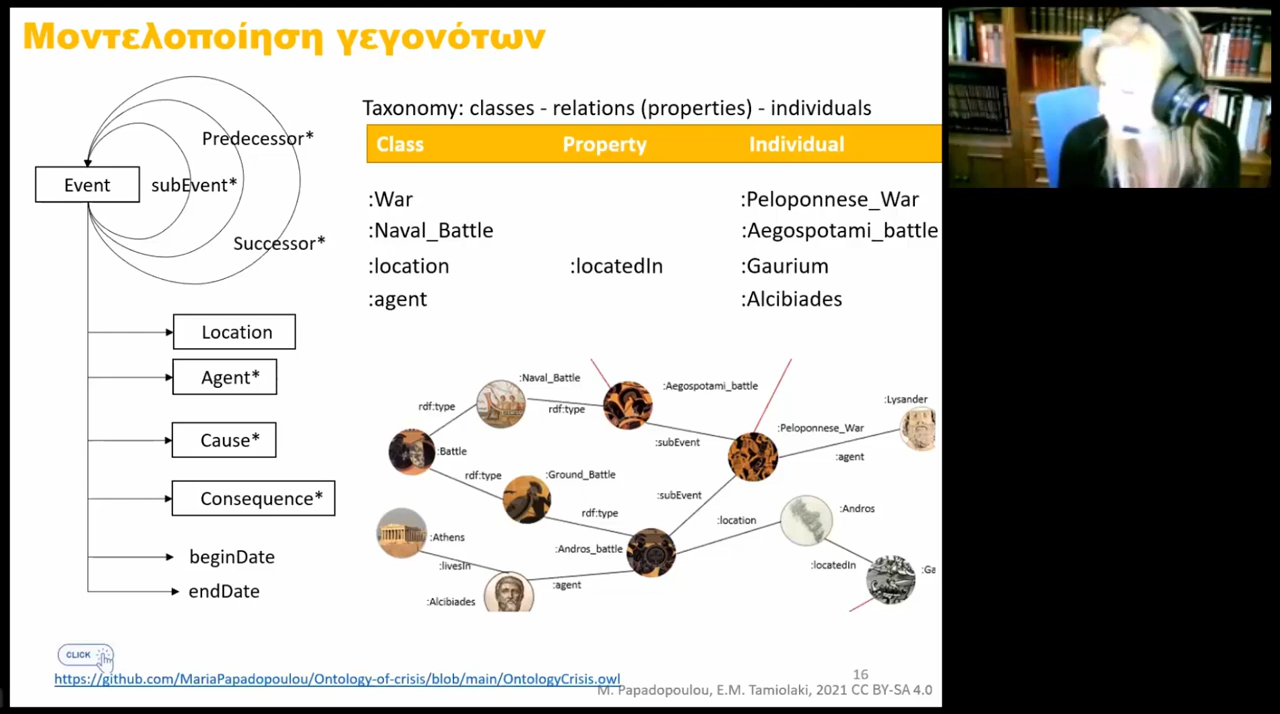 Μοντελοποίηση γεγονότων
Taxonomy: classes - relations (properties) - individuals
Class Property Individual
:War :Peloponnese_War
:Naval_Battle :Aegospotami_battle
:location :locatedIn :Gaurium
:agent :Alcibiades
Predecessor*
Event subEvent*
Successor*
Location
Agent*
Cause*
Consequence*
beginDate
endDate
:Naval_Battle
:Aegospotami_battle
rdf:type
rdf:type
:Lysander
:Peloponnese_War
:subEvent
:Battle
:agent
rdf:type
:Ground_Battle
:subEvent
rdf:type
:location
:Andros
:Athens
:Andros_battle
:livesIn
:locatedIn
:Ga
:agent
:Alcibiades
CLICK
https://github.com/MariaPapadopoulou/Ontology-of-crisis/blob/main/OntologyCrisis.owl
16
M. Papadopoulou, E.M. Tamiolaki, 2021 CC BY-SA 4.0